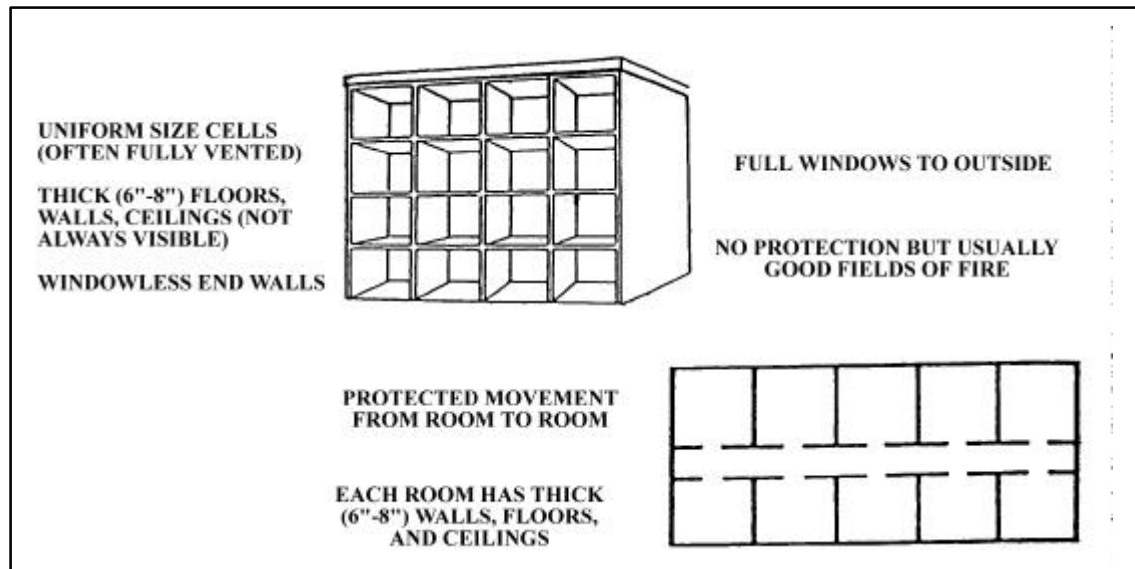 UNIFORM SIZE CELLS
(OFTEN FULLY VENTED)
THICK (6"-8") FLOORS,
WALLS, CEILINGS (NOT
ALWAYS VISIBLE)
WINDOWLESS END WALLS
FULL WINDOWS TO OUTSIDE
NO PROTECTION BUT USUALLY
GOOD FIELDS OF FIRE
PROTECTED MOVEMENT
FROM ROOM TO ROOM
EACH ROOM HAS THICK
(6"-8") WALLS, FLOORS,
AND CEILINGS